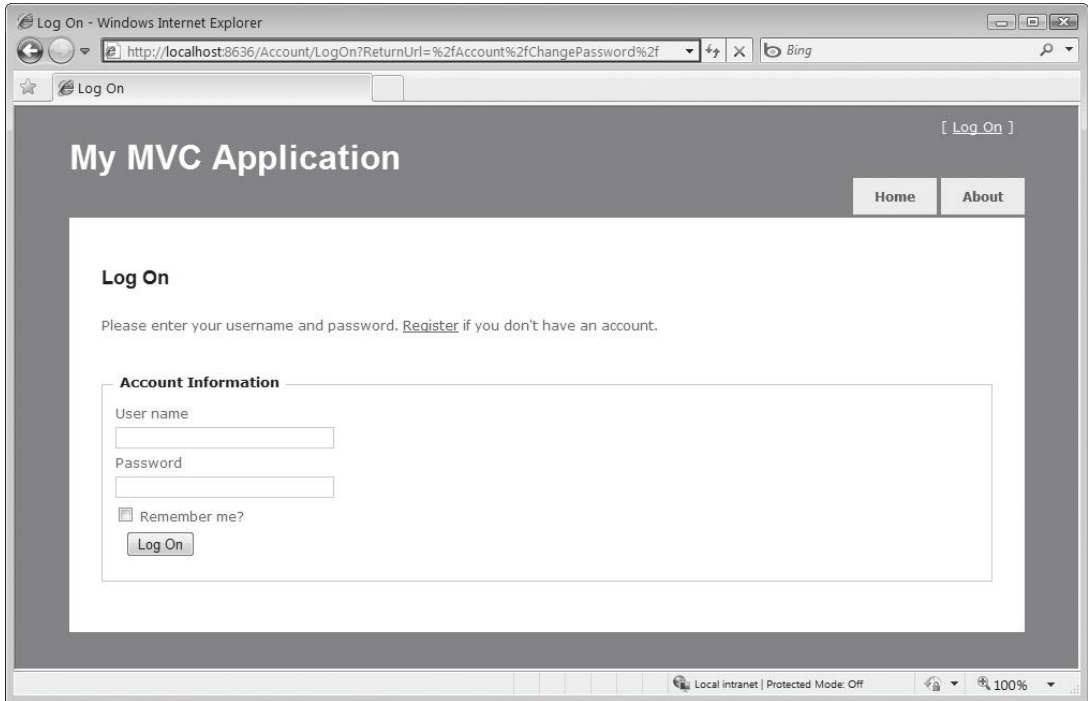 Log On - Windows Internet Explorer
http://localhost:8636/Account/LogOn?ReturnUrl=%2fAccount%2fChangePassword%2f
Bing
Log On
[ Log On ]
My MVC Application
Home
About
Log On
Please enter your username and password. Register if you don't have an account.
Account Information
User name
Password
Remember me?
Log On
Local intranet | Protected Mode: Off
100%